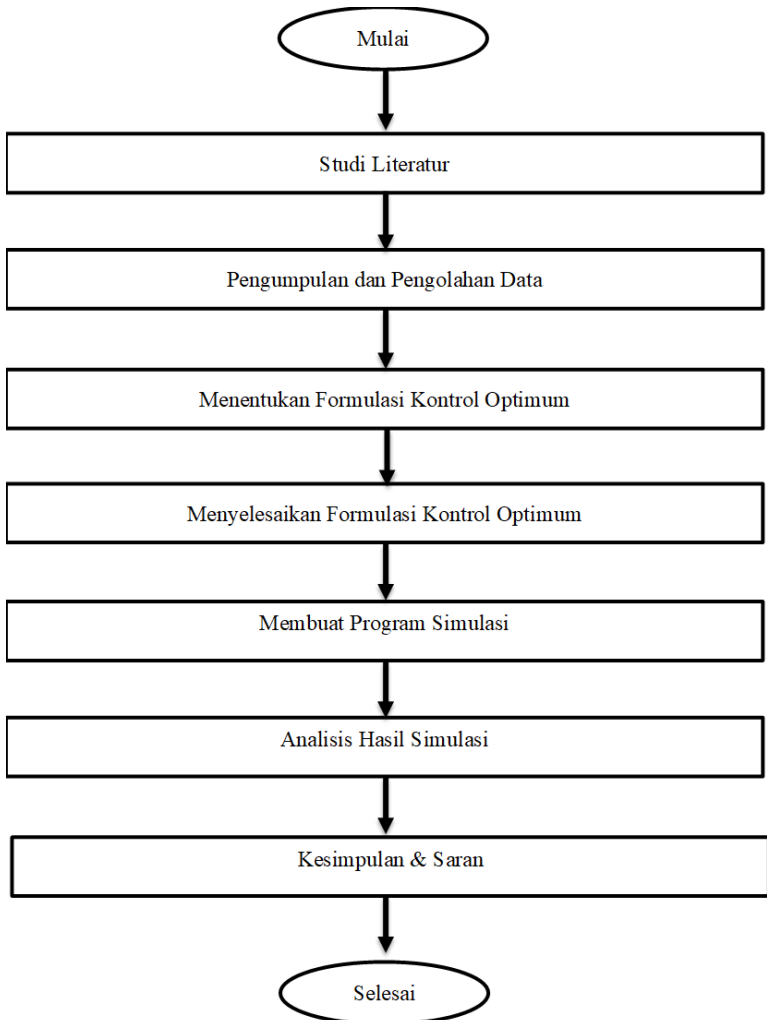 Mulai
Studi Literatur
Pengumpulan dan Pengolahan Data
Menentukan Formulasi Kontrol Optimum
Menyelesaikan Formulasi Kontrol Optimum
Membuat Program Simulasi
Analisis Hasil Simulasi
Kesimpulan & Saran
Selesai